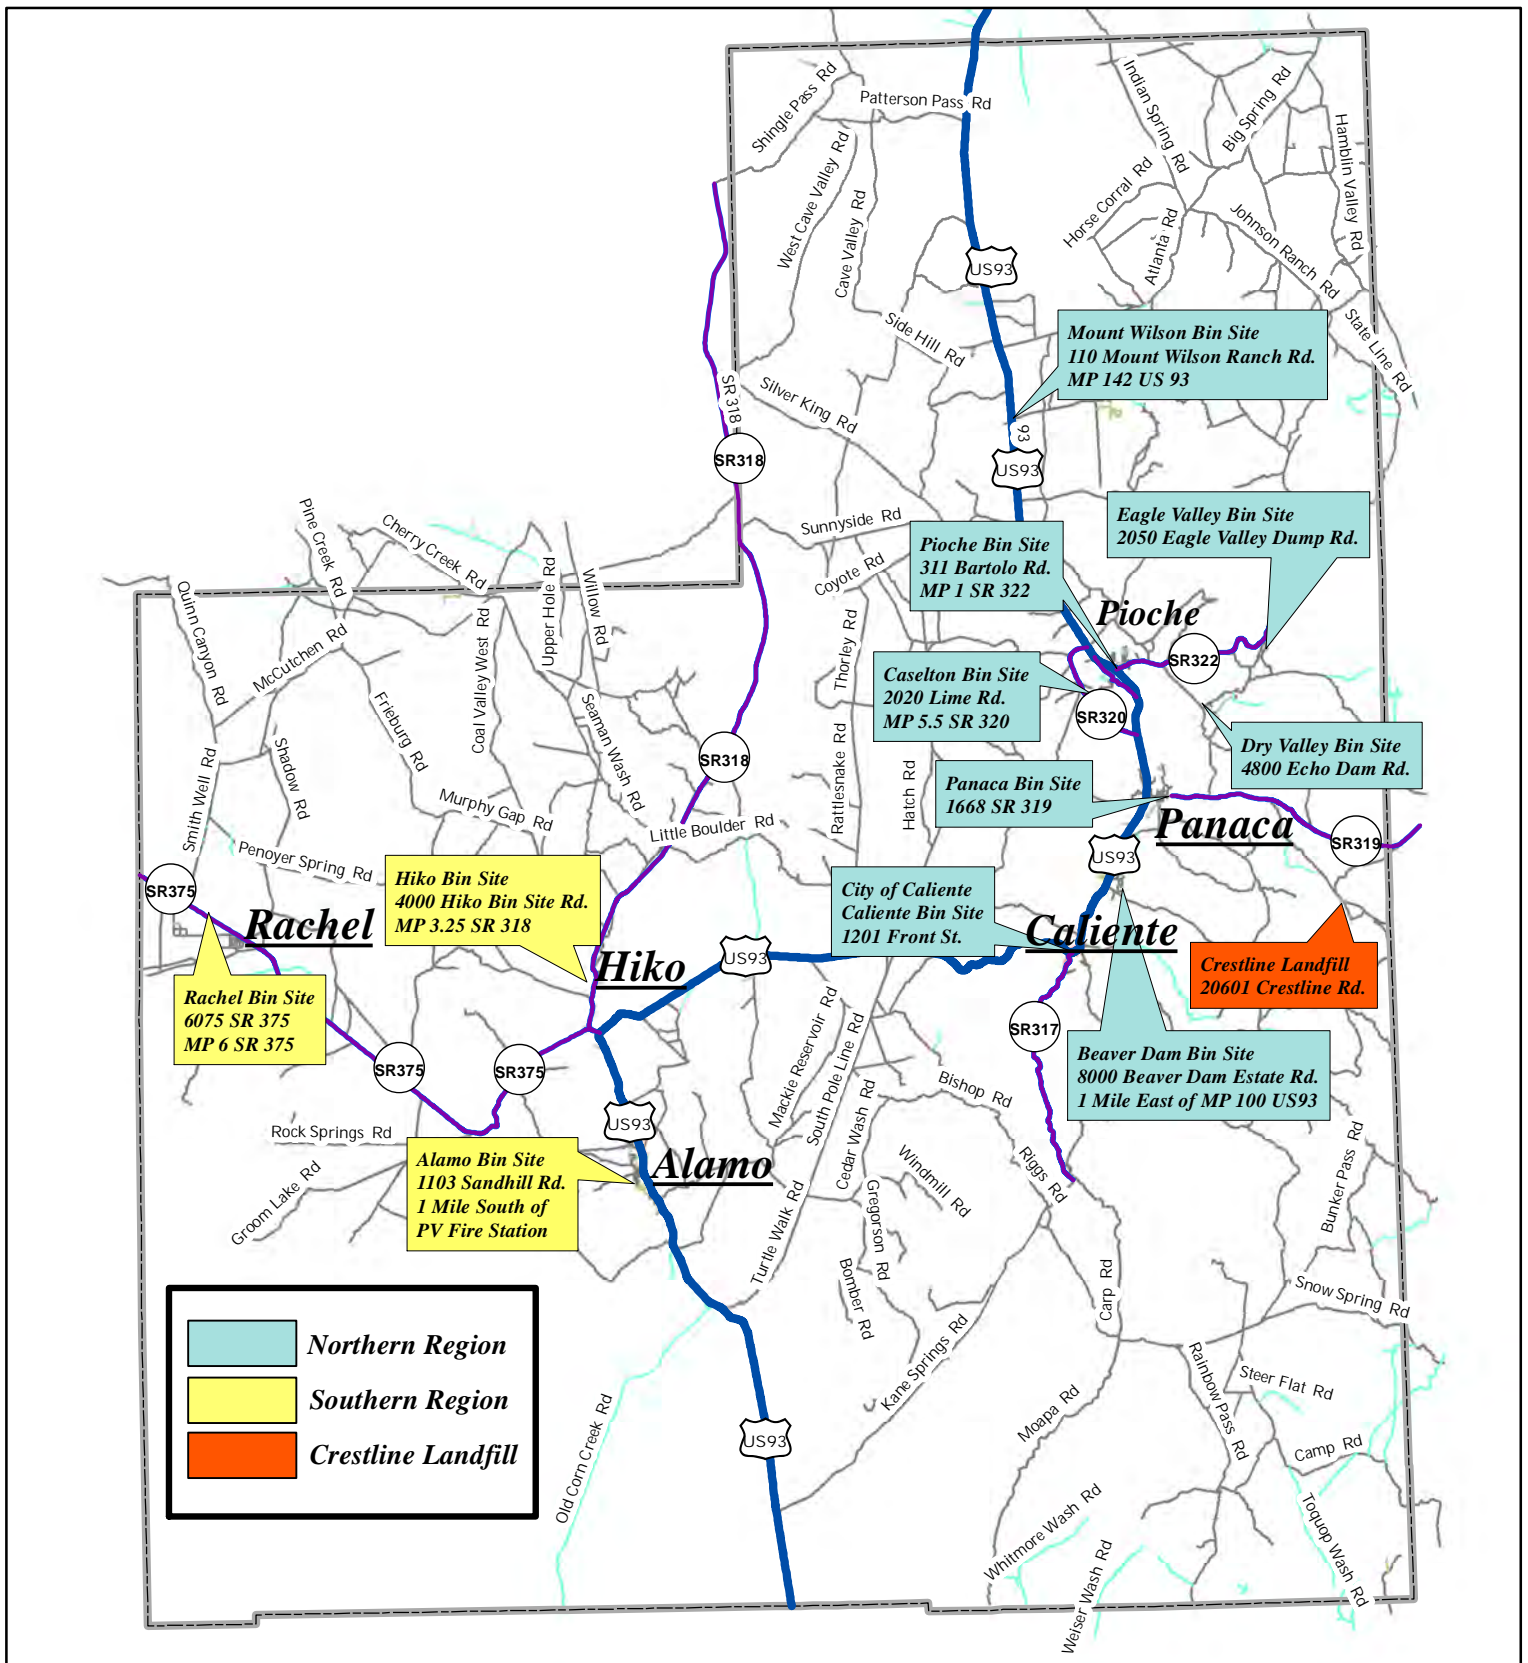 Shingle Pass Rd
Patterson Pass Rd
Indian Spring Rd
Big Spring Rd
Hamblin Valley Rd
West Cave Valley Rd
Cave Valley Rd
Horse Corral Rd
Atlanta Rd
Johnson Ranch Rd
State Line Rd
US93
Side Hill Rd
Mount Wilson Bin Site
110 Mount Wilson Ranch Rd.
MP 142 US 93
SR 318
Silver King Rd
93
SR318
US93
Pine Creek Rd
Cherry Creek Rd
Sunnyside Rd
Eagle Valley Bin Site
2050 Eagle Valley Dump Rd.
Pioche Bin Site
311 Bartolo Rd.
MP 1 SR 322
Coyote Rd
Quinn Canyon Rd
Upper Hole Rd
Willow Rd
Pioche
McCutchen Rd
Coal Valley West Rd
Thorley Rd
SR322
Caselton Bin Site
2020 Lime Rd.
MP 5.5 SR 320
SR320
Frieburg Rd
Seaman Wash Rd
Smith Well Rd
Shadow Rd
SR318
Rattlesnake Rd
Hatch Rd
Dry Valley Bin Site
4800 Echo Dam Rd.
Panaca Bin Site
1668 SR 319
Murphy Gap Rd
Little Boulder Rd
Panaca
SR319
Penoyer Spring Rd
US93
SR375
Hiko Bin Site
4000 Hiko Bin Site Rd.
MP 3.25 SR 318
City of Caliente
Caliente Bin Site
1201 Front St.
Rachel
Caliente
Hiko
US93
Crestline Landfill
20601 Crestline Rd.
Rachel Bin Site
6075 SR 375
MP 6 SR 375
Mackie Reservoir Rd
South Pole Line Rd
SR317
SR375
SR375
Beaver Dam Bin Site
8000 Beaver Dam Estate Rd.
1 Mile East of MP 100 US93
Bishop Rd
Cedar Wash Rd
US93
Rock Springs Rd
Alamo Bin Site
1103 Sandhill Rd.
1 Mile South of
PV Fire Station
Alamo
Groom Lake Rd
Windmill Rd
Riggs Rd
Bunker Pass Rd
Turtle Walk Rd
Gregorson Rd
Bomber Rd
Carp Rd
Snow Spring Rd
Northern Region
Southern Region
Crestline Landfill
Kane Springs Rd
Rainbow Pass Rd
Steer Flat Rd
Moapa Rd
Old Corn Creek Rd
US93
Camp Rd
Whitmore Wash Rd
Toquop Wash Rd
Weiser Wash Rd